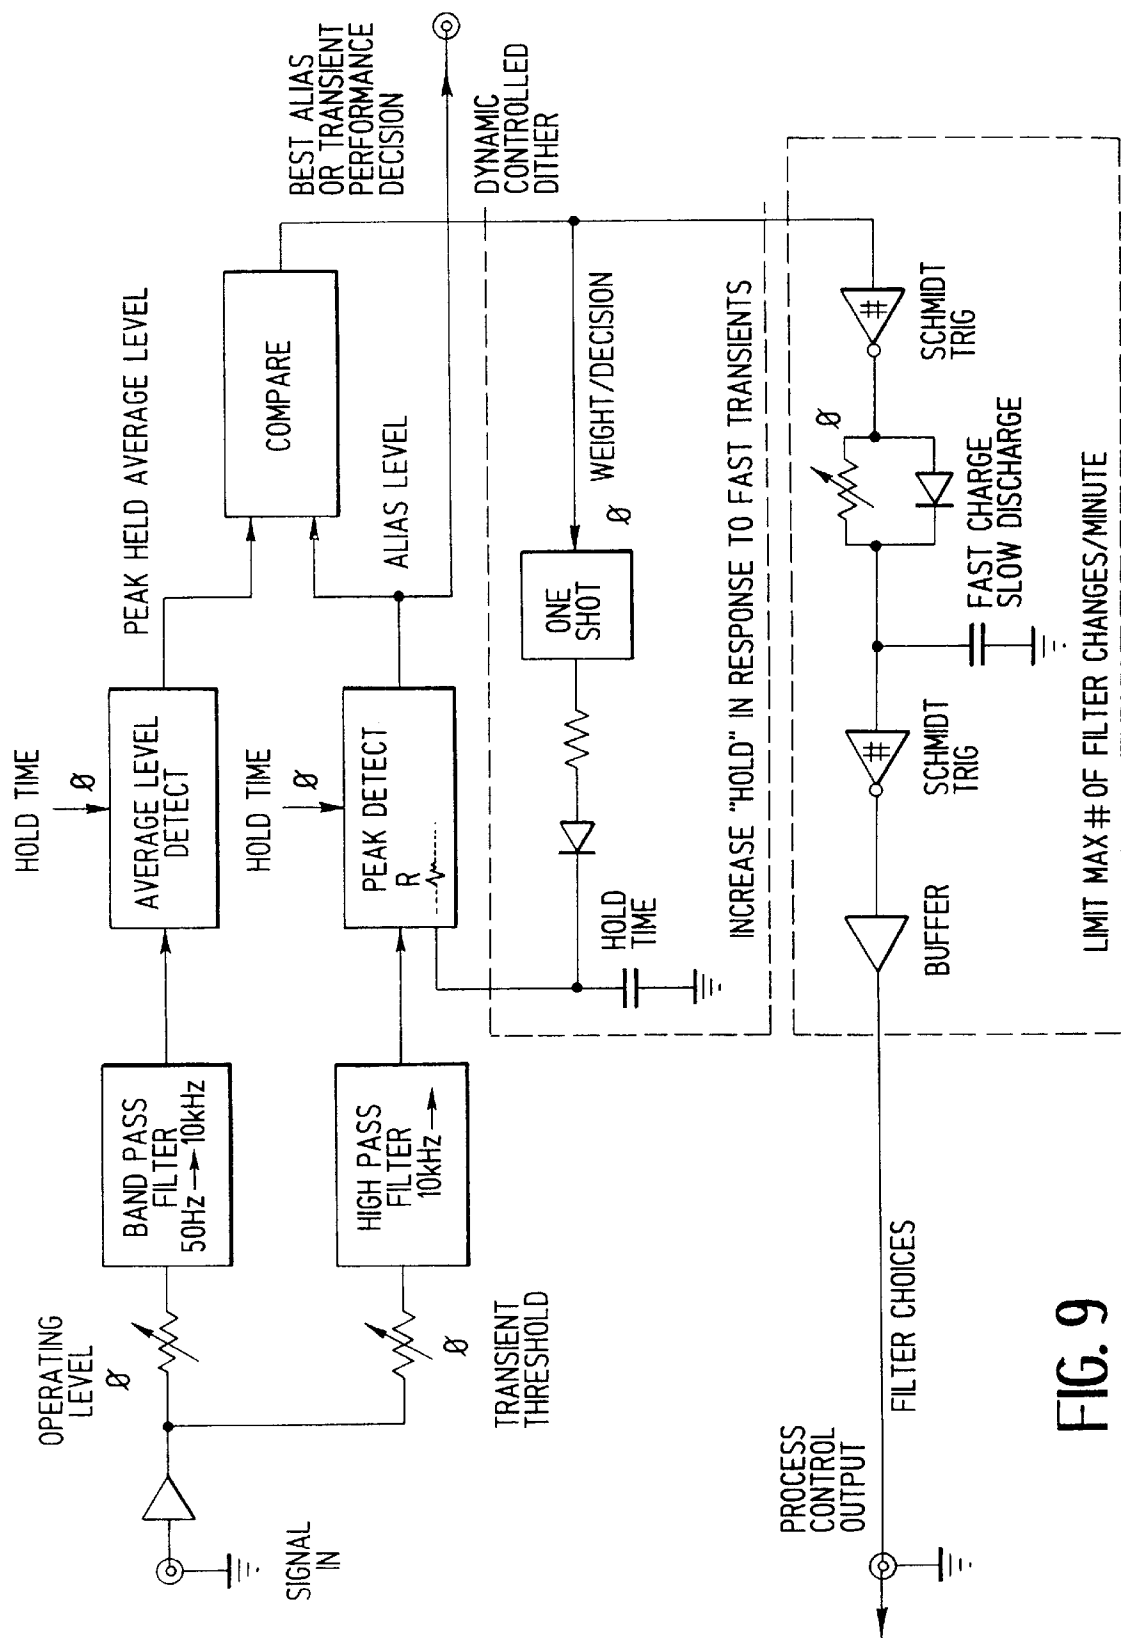 SIGNAL
IN
OPERATING
LEVEL
Ø
BAND PASS
FILTER
50Hz → 10kHz
HOLD TIME
Ø
AVERAGE LEVEL
DETECT
PEAK HELD AVERAGE LEVEL
COMPARE
BEST ALIAS
OR TRANSIENT
PERFORMANCE
DECISION
TRANSIENT
THRESHOLD
Ø
HIGH PASS
FILTER
10kHz →
HOLD TIME
Ø
PEAK DETECT
R
ALIAS LEVEL
DYNAMIC
CONTROLLED
DITHER
HOLD
TIME
ONE
SHOT
Ø
WEIGHT/DECISION
INCREASE "HOLD" IN RESPONSE TO FAST TRANSIENTS
PROCESS
CONTROL
OUTPUT
FILTER CHOICES
BUFFER
#
SCHMIDT
TRIG
Ø
FAST CHARGE
SLOW DISCHARGE
#
SCHMIDT
TRIG
LIMIT MAX # OF FILTER CHANGES/MINUTE
FIG. 9